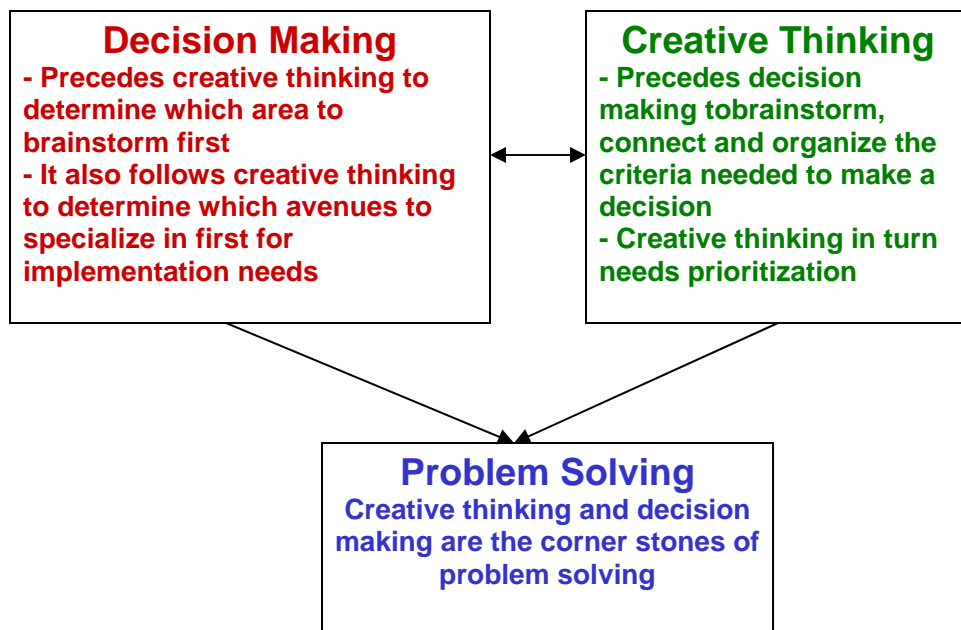 Decision Making
- Precedes creative thinking to
determine which area to
brainstorm first
- It also follows creative thinking
to determine which avenues to
specialize in first for
implementation needs
Creative Thinking
- Precedes decision
making tobrainstorm,
connect and organize the
criteria needed to make a
decision
- Creative thinking in turn
needs prioritization
Problem Solving
Creative thinking and decision
making are the corner stones of
problem solving